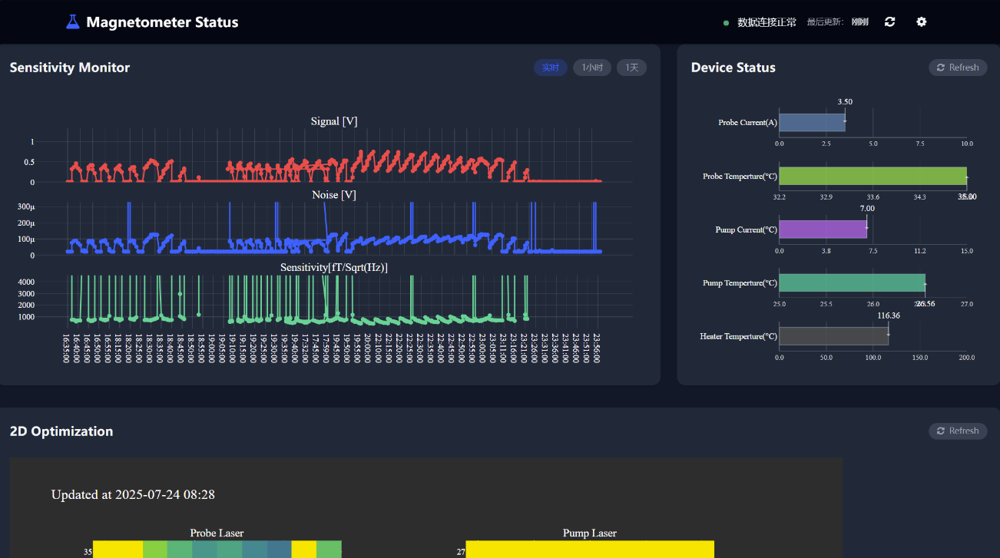 Magnetometer Status
数据连接正常 最后更新: 刚刚
Sensitivity Monitor
实时 1小时 1天
Signal [V]
1
0.5
0
Noise [V]
300μ
200μ
100μ
0
Sensitivity[fT/Sqrt(Hz)]
4000
3000
2000
1000
16:35:00 16:40:00 16:45:00 16:50:00 16:55:00 18:15:00 18:20:00 18:25:00 18:30:00 18:35:00 18:40:00 18:45:00 18:55:00 19:00:00 19:05:00 19:10:00 19:15:00 19:20:00 19:25:00 19:30:00 19:35:00 19:40:00 17:32:00 17:45:00 17:59:00 19:45:00 19:55:00 20:00:00 22:10:00 22:15:00 22:20:00 22:25:00 22:30:00 22:35:00 22:40:00 22:45:00 22:50:00 22:55:00 23:00:00 23:05:00 23:11:00 23:16:00 23:21:00 23:26:00 23:31:00 23:36:00 23:41:00 23:46:00 23:51:00 23:56:00
Device Status
Refresh
3.50
Probe Current(A)
0.0 2.5 5.0 7.5 10.0
Probe Temperture(°C)
32.2 32.9 33.6 34.3 35.00
7.00
Pump Current(°C)
0.0 3.8 7.5 11.2 15.0
Pump Temperture(°C)
25.0 25.5 26.0 26.56 27.0
116.36
Heater Temperture(°C)
0.0 50.0 100.0 150.0 200.0
2D Optimization
Refresh
Updated at 2025-07-24 08:28
Probe Laser
35
Pump Laser
27